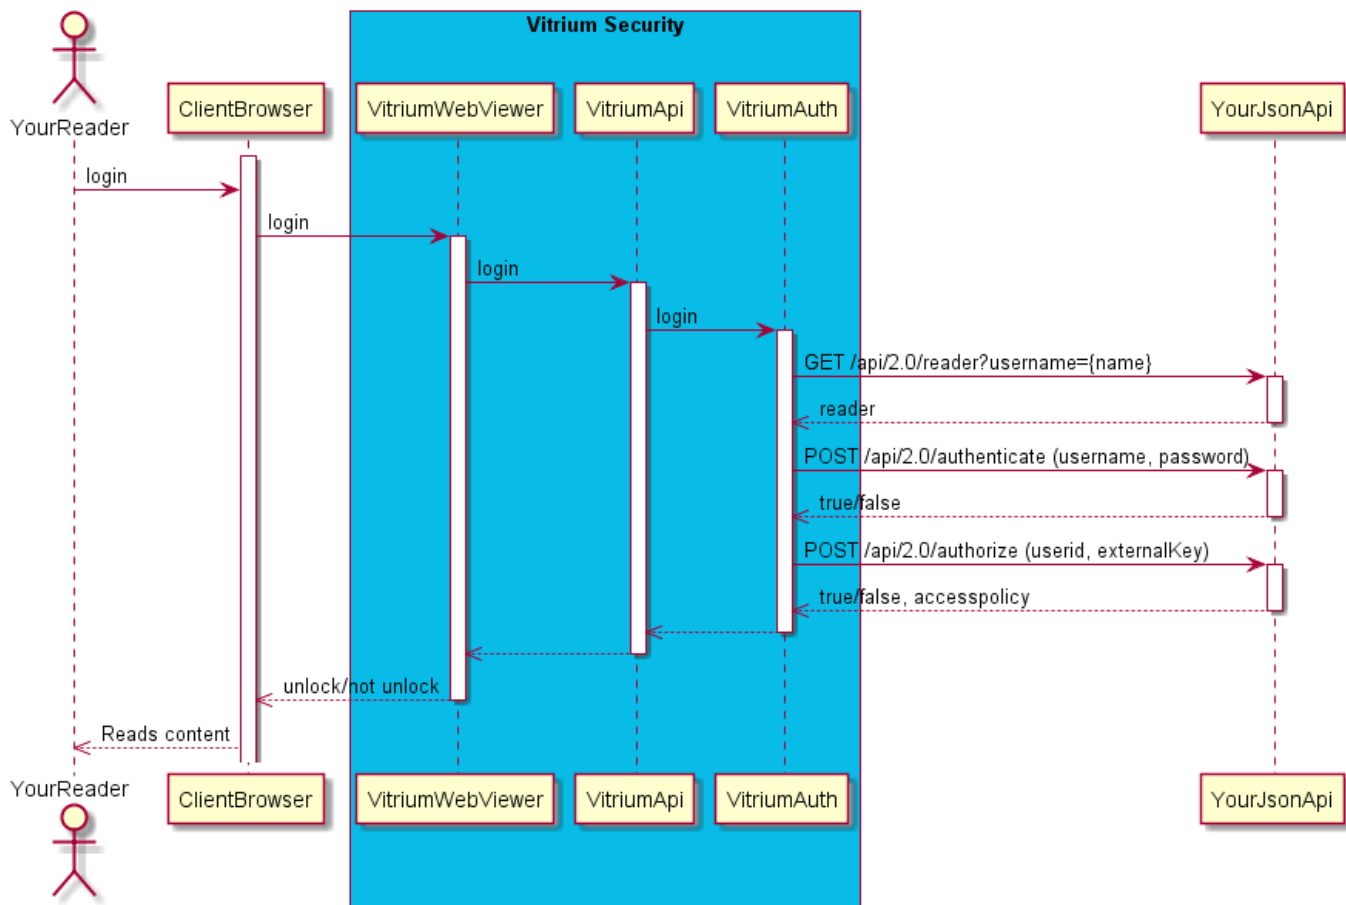 Vitrium Security
YourReader
ClientBrowser
VitriumWebViewer
VitriumApi
VitriumAuth
YourJsonApi
login
login
login
login
GET /api/2.0/reader?username={name}
reader
POST /api/2.0/authenticate (username, password)
true/false
POST /api/2.0/authorize (userid, externalKey)
true/false, accesspolicy
unlock/not unlock
Reads content
YourReader
ClientBrowser
VitriumWebViewer
VitriumApi
VitriumAuth
YourJsonApi